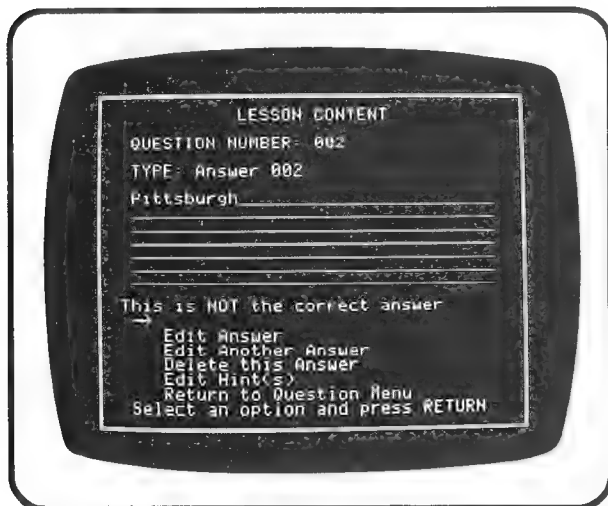 LESSON CONTENT
QUESTION NUMBER: 002
TYPE: Answer 002
Pittsburgh
This is NOT the correct answer
Edit Answer
Edit Another Answer
Delete this Answer
Edit Hint(s)
Return to Question Menu
Select an option and press RETURN